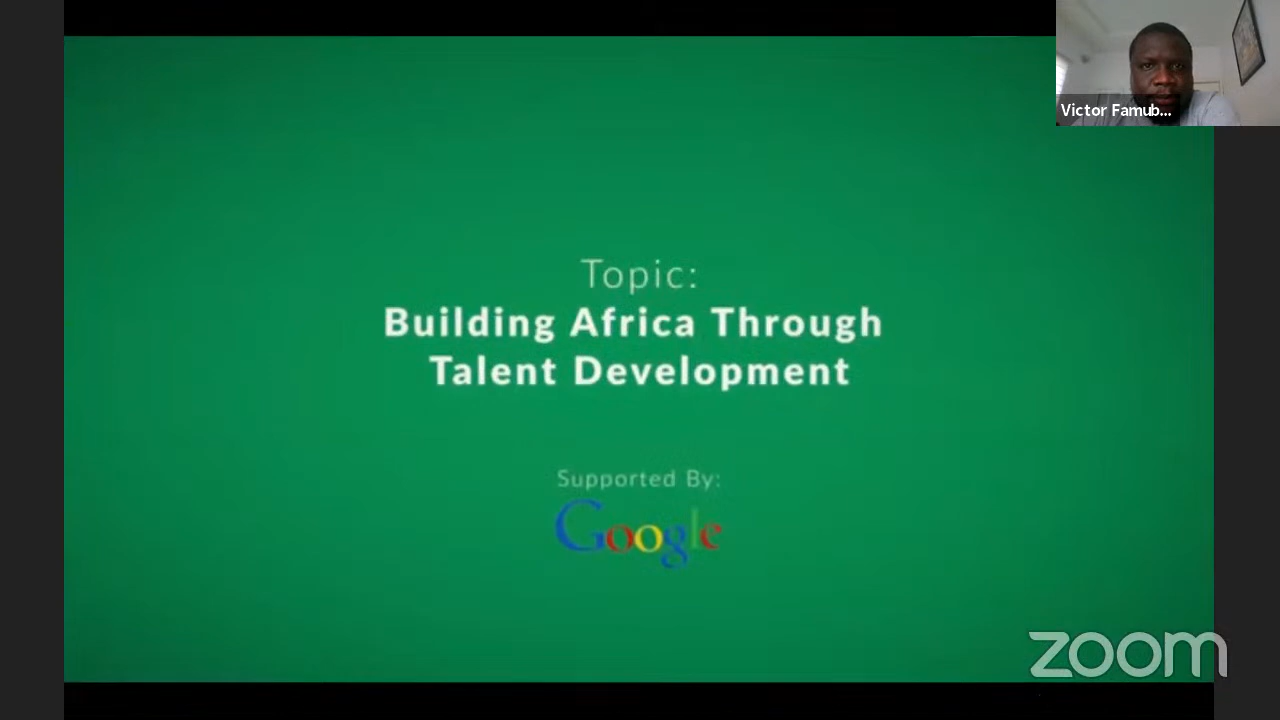 Victor Famub...
Topic:
Building Africa Through
Talent Development
Supported By:
Google
zoom